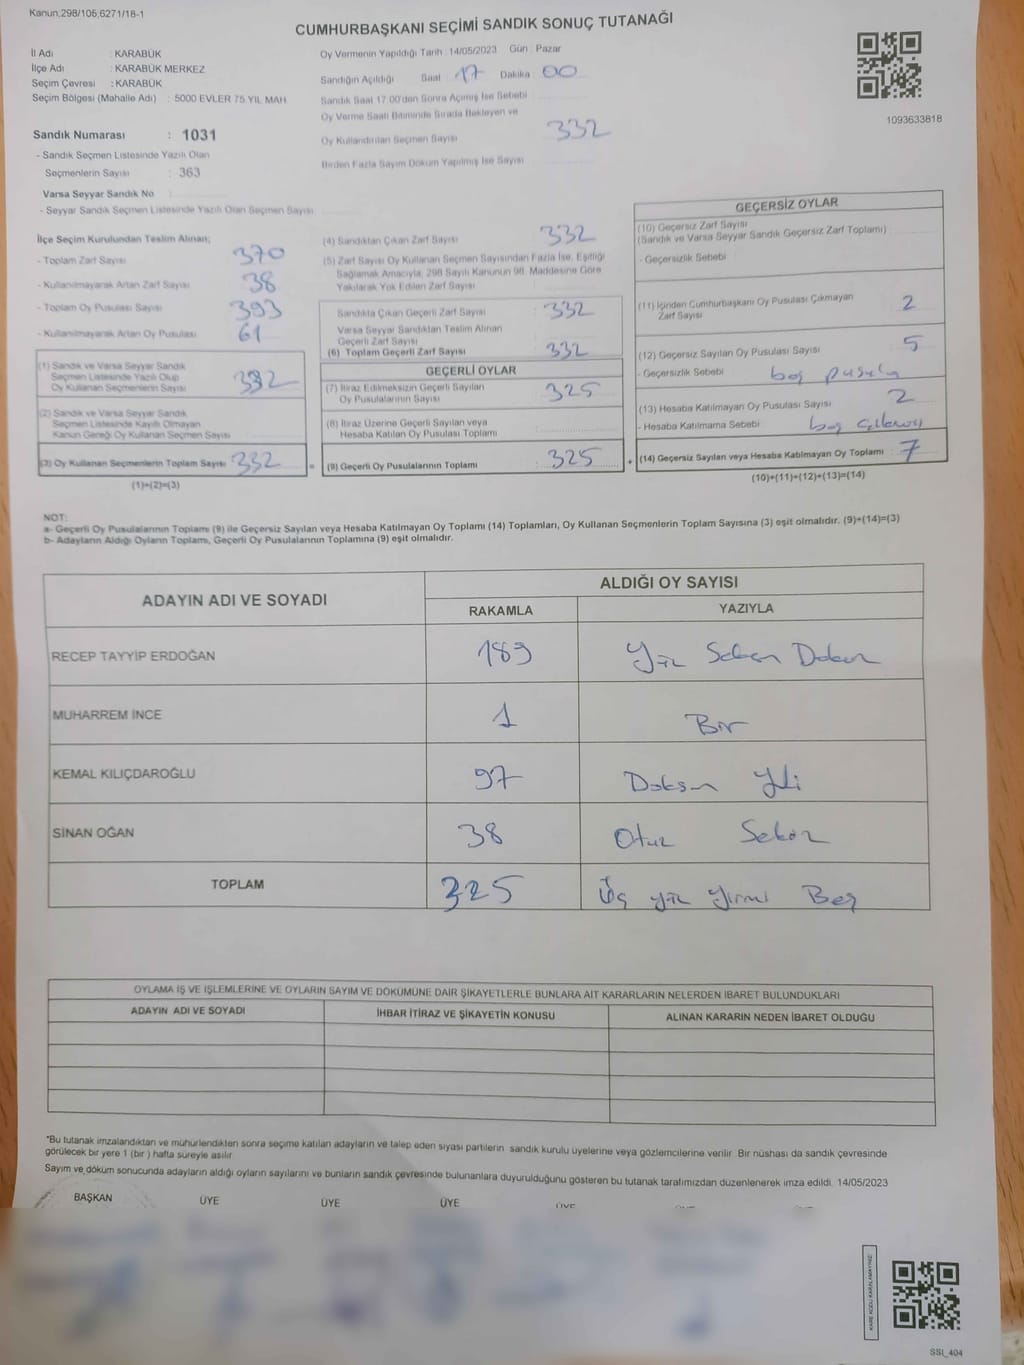 Kanun;298/105;6271/18-1
CUMHURBAŞKANI SEÇİMİ SANDIK SONUÇ TUTANAĞI
İl Adı : KARABÜK
İlçe Adı : KARABÜK MERKEZ
Seçim Çevresi : KARABÜK
Seçim Bölgesi (Mahalle Adı) : 5000 EVLER 75 YIL MAH
Oy Vermenin Yapıldığı Tarih : 14/05/2023 Gün : Pazar
Sandığın Açıldığı Saat 17 Dakika 00
Sandık Saat 17:00'den Sonra Açılmış İse Sebebi
Oy Verme Saati Bitiminde Sırada Bekleyen ve
Oy Kullandırılan Seçmen Sayısı 332
Birden Fazla Sayım Döküm Yapılmış İse Sayısı
1093633818
Sandık Numarası : 1031
- Sandık Seçmen Listesinde Yazılı Olan
Seçmenlerin Sayısı : 363
Varsa Seyyar Sandık No
- Seyyar Sandık Seçmen Listesinde Yazılı Olan Seçmen Sayısı
İlçe Seçim Kurulundan Teslim Alınan;
- Toplam Zarf Sayısı 370
- Kullanılmayarak Artan Zarf Sayısı 38
- Toplam Oy Pusulası Sayısı 393
- Kullanılmayarak Artan Oy Pusulası 61
(1) Sandık ve Varsa Seyyar Sandık
Seçmen Listesinde Yazılı Olup
Oy Kullanan Seçmenlerin Sayısı 332
(2) Sandık ve Varsa Seyyar Sandık
Seçmen Listesinde Kayıtlı Olmayan
Kanun Gereği Oy Kullanan Seçmen Sayısı
(3) Oy Kullanan Seçmenlerin Toplam Sayısı 332
(1)+(2)=(3)
(4) Sandıktan Çıkan Zarf Sayısı 332
(5) Zarf Sayısı Oy Kullanan Seçmen Sayısından Fazla İse, Eşitliği
Sağlamak Amacıyla, 298 Sayılı Kanunun 98. Maddesine Göre
Yakılarak Yok Edilen Zarf Sayısı
Sandıkta Çıkan Geçerli Zarf Sayısı : 332
Varsa Seyyar Sandıktan Teslim Alınan
Geçerli Zarf Sayısı
(6) Toplam Geçerli Zarf Sayısı 332
GEÇERLİ OYLAR
(7) İtiraz Edilmeksizin Geçerli Sayılan
Oy Pusulalarının Sayısı 325
(8) İtiraz Üzerine Geçerli Sayılan veya
Hesaba Katılan Oy Pusulası Toplamı
= (9) Geçerli Oy Pusulalarının Toplamı : 325 +
GEÇERSİZ OYLAR
(10) Geçersiz Zarf Sayısı
(Sandık ve Varsa Seyyar Sandık Geçersiz Zarf Toplamı)
- Geçersizlik Sebebi
(11) İçinden Cumhurbaşkanı Oy Pusulası Çıkmayan
Zarf Sayısı 2
(12) Geçersiz Sayılan Oy Pusulası Sayısı 5
- Geçersizlik Sebebi boş pusula
(13) Hesaba Katılmayan Oy Pusulası Sayısı 2
- Hesaba Katılmama Sebebi boş
(14) Geçersiz Sayılan veya Hesaba Katılmayan Oy Toplamı : 7
(10)+(11)+(12)+(13)=(14)
NOT:
a- Geçerli Oy Pusulalarının Toplamı (9) ile Geçersiz Sayılan veya Hesaba Katılmayan Oy Toplamı (14) Toplamları, Oy Kullanan Seçmenlerin Toplam Sayısına (3) eşit olmalıdır. (9)+(14)=(3)
b- Adayların Aldığı Oyların Toplamı, Geçerli Oy Pusulalarının Toplamına (9) eşit olmalıdır.
ADAYIN ADI VE SOYADI
ALDIĞI OY SAYISI
RAKAMLA YAZIYLA
RECEP TAYYİP ERDOĞAN 189 Yüz Seksen Dokuz
MUHARREM İNCE 1 Bir
KEMAL KILIÇDAROĞLU 97 Doksan Yedi
SİNAN OĞAN 38 Otuz Sekiz
TOPLAM 325 Üç yüz Yirmi Beş
OYLAMA İŞ VE İŞLEMLERİNE VE OYLARIN SAYIM VE DÖKÜMÜNE DAİR ŞİKAYETLERLE BUNLARA AİT KARARLARIN NELERDEN İBARET BULUNDUKLARI
ADAYIN ADI VE SOYADI İHBAR İTİRAZ VE ŞİKAYETİN KONUSU ALINAN KARARIN NEDEN İBARET OLDUĞU
*Bu tutanak imzalandıktan ve mühürlendikten sonra seçime katılan adayların ve talep eden siyasi partilerin sandık kurulu üyelerine veya gözlemcilerine verilir. Bir nüshası da sandık çevresinde
görülecek bir yere 1 (bir ) hafta süreyle asılır.
Sayım ve döküm sonucunda adayların aldığı oyların sayılarını ve bunların sandık çevresinde bulunanlara duyurulduğunu gösteren bu tutanak tarafımızdan düzenlenerek imza edildi. 14/05/2023
BAŞKAN ÜYE ÜYE ÜYE ÜYE
KARE KODU KARALAMAYINIZ!
SSI_404